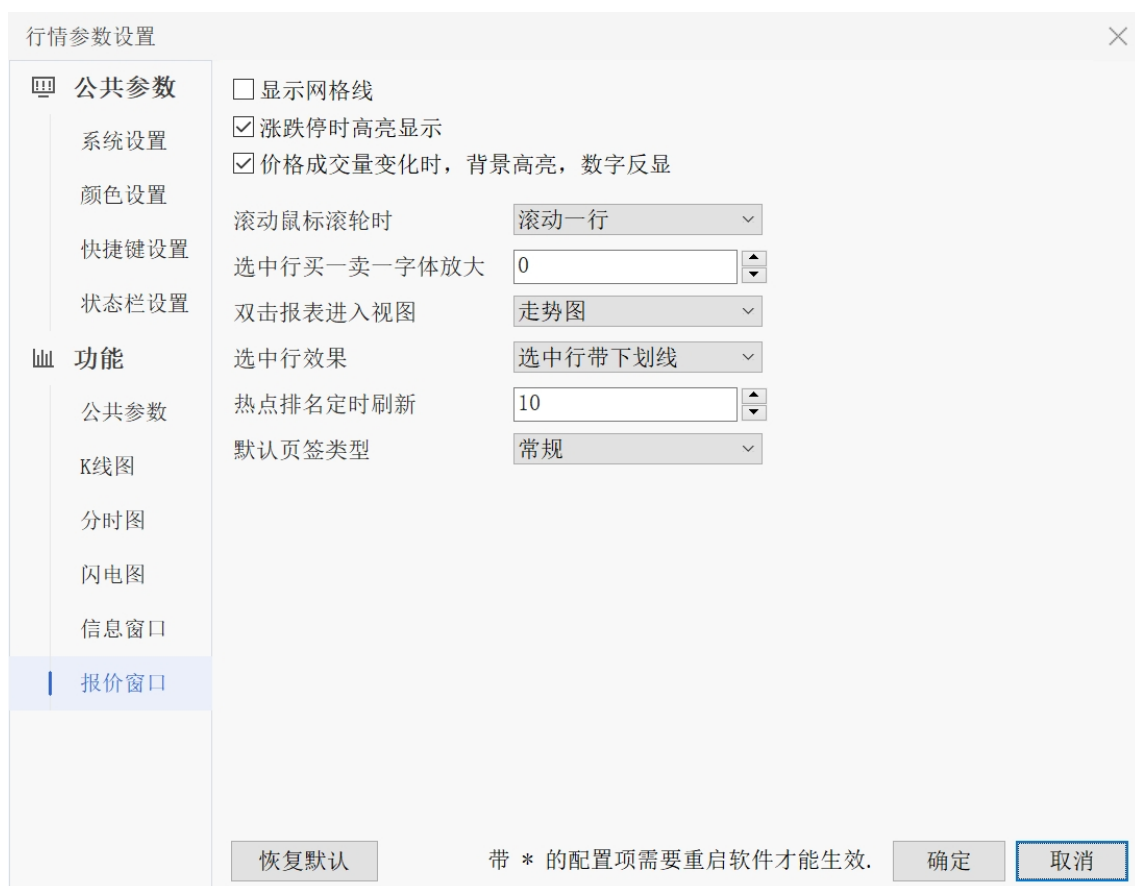 行情参数设置
公共参数
系统设置
颜色设置
快捷键设置
状态栏设置
功能
公共参数
K线图
分时图
闪电图
信息窗口
报价窗口
显示网格线
涨跌停时高亮显示
价格成交量变化时，背景高亮，数字反显
滚动鼠标滚轮时 滚动一行
选中行买一卖一字体放大 0
双击报表进入视图 走势图
选中行效果 选中行带下划线
热点排名定时刷新 10
默认页签类型 常规
恢复默认 带 * 的配置项需要重启软件才能生效. 确定 取消